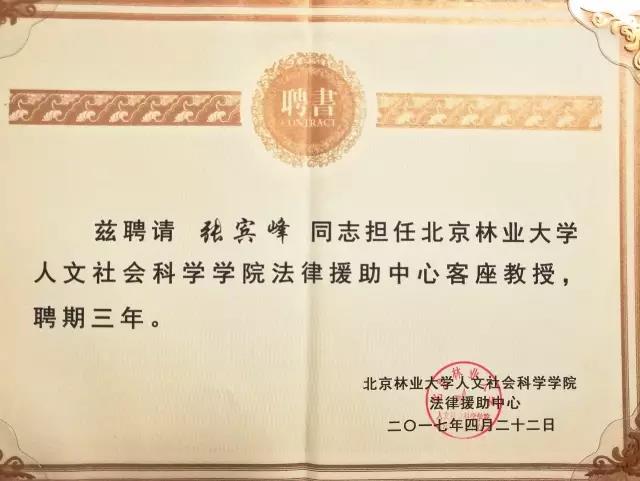 聘書
CONTRACT
兹聘请 张宾峰 同志担任北京林业大学
人文社会科学学院法律援助中心客座教授，
聘期三年。
北京林业大学人文社会科学学院
法律援助中心
二〇一七年四月二十二日